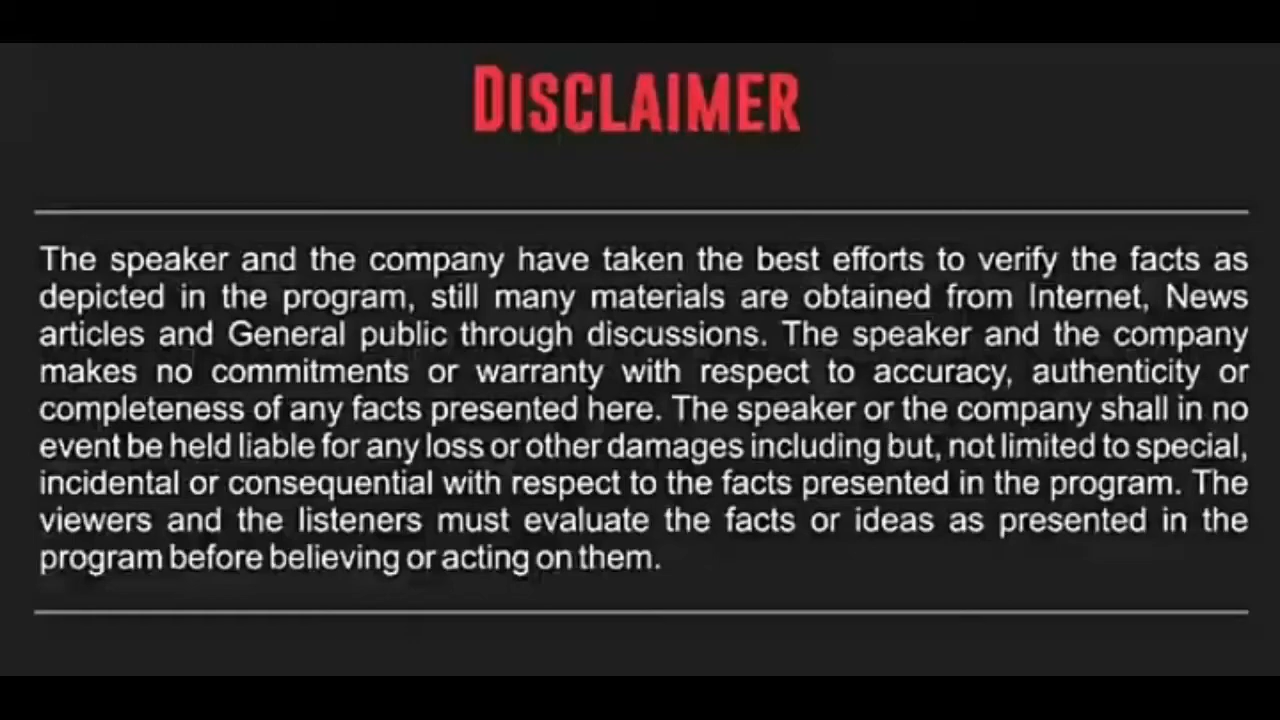 DISCLAIMER
The speaker and the company have taken the best efforts to verify the facts as
depicted in the program, still many materials are obtained from Internet, News
articles and General public through discussions. The speaker and the company
makes no commitments or warranty with respect to accuracy, authenticity or
completeness of any facts presented here. The speaker or the company shall in no
event be held liable for any loss or other damages including but, not limited to special,
incidental or consequential with respect to the facts presented in the program. The
viewers and the listeners must evaluate the facts or ideas as presented in the
program before believing or acting on them.